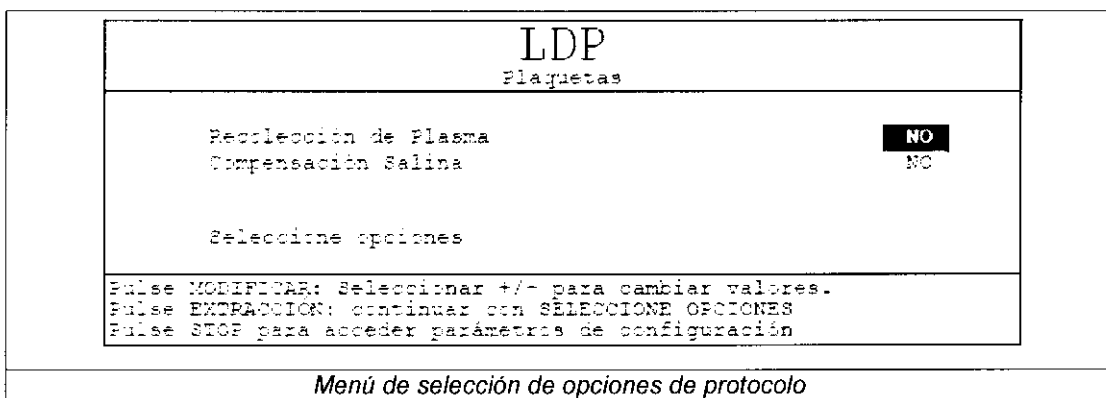 LDP
Plaquetas
Recolección de Plasma NO
Compensación Salina NO
Seleccione opciones
Pulse MODIFICAR: Seleccionar +/- para cambiar valores.
Pulse EXTRACCIÓN: continuar con SELECCIONE OPCIONES
Pulse STOP para acceder parámetros de configuración
Menú de selección de opciones de protocolo